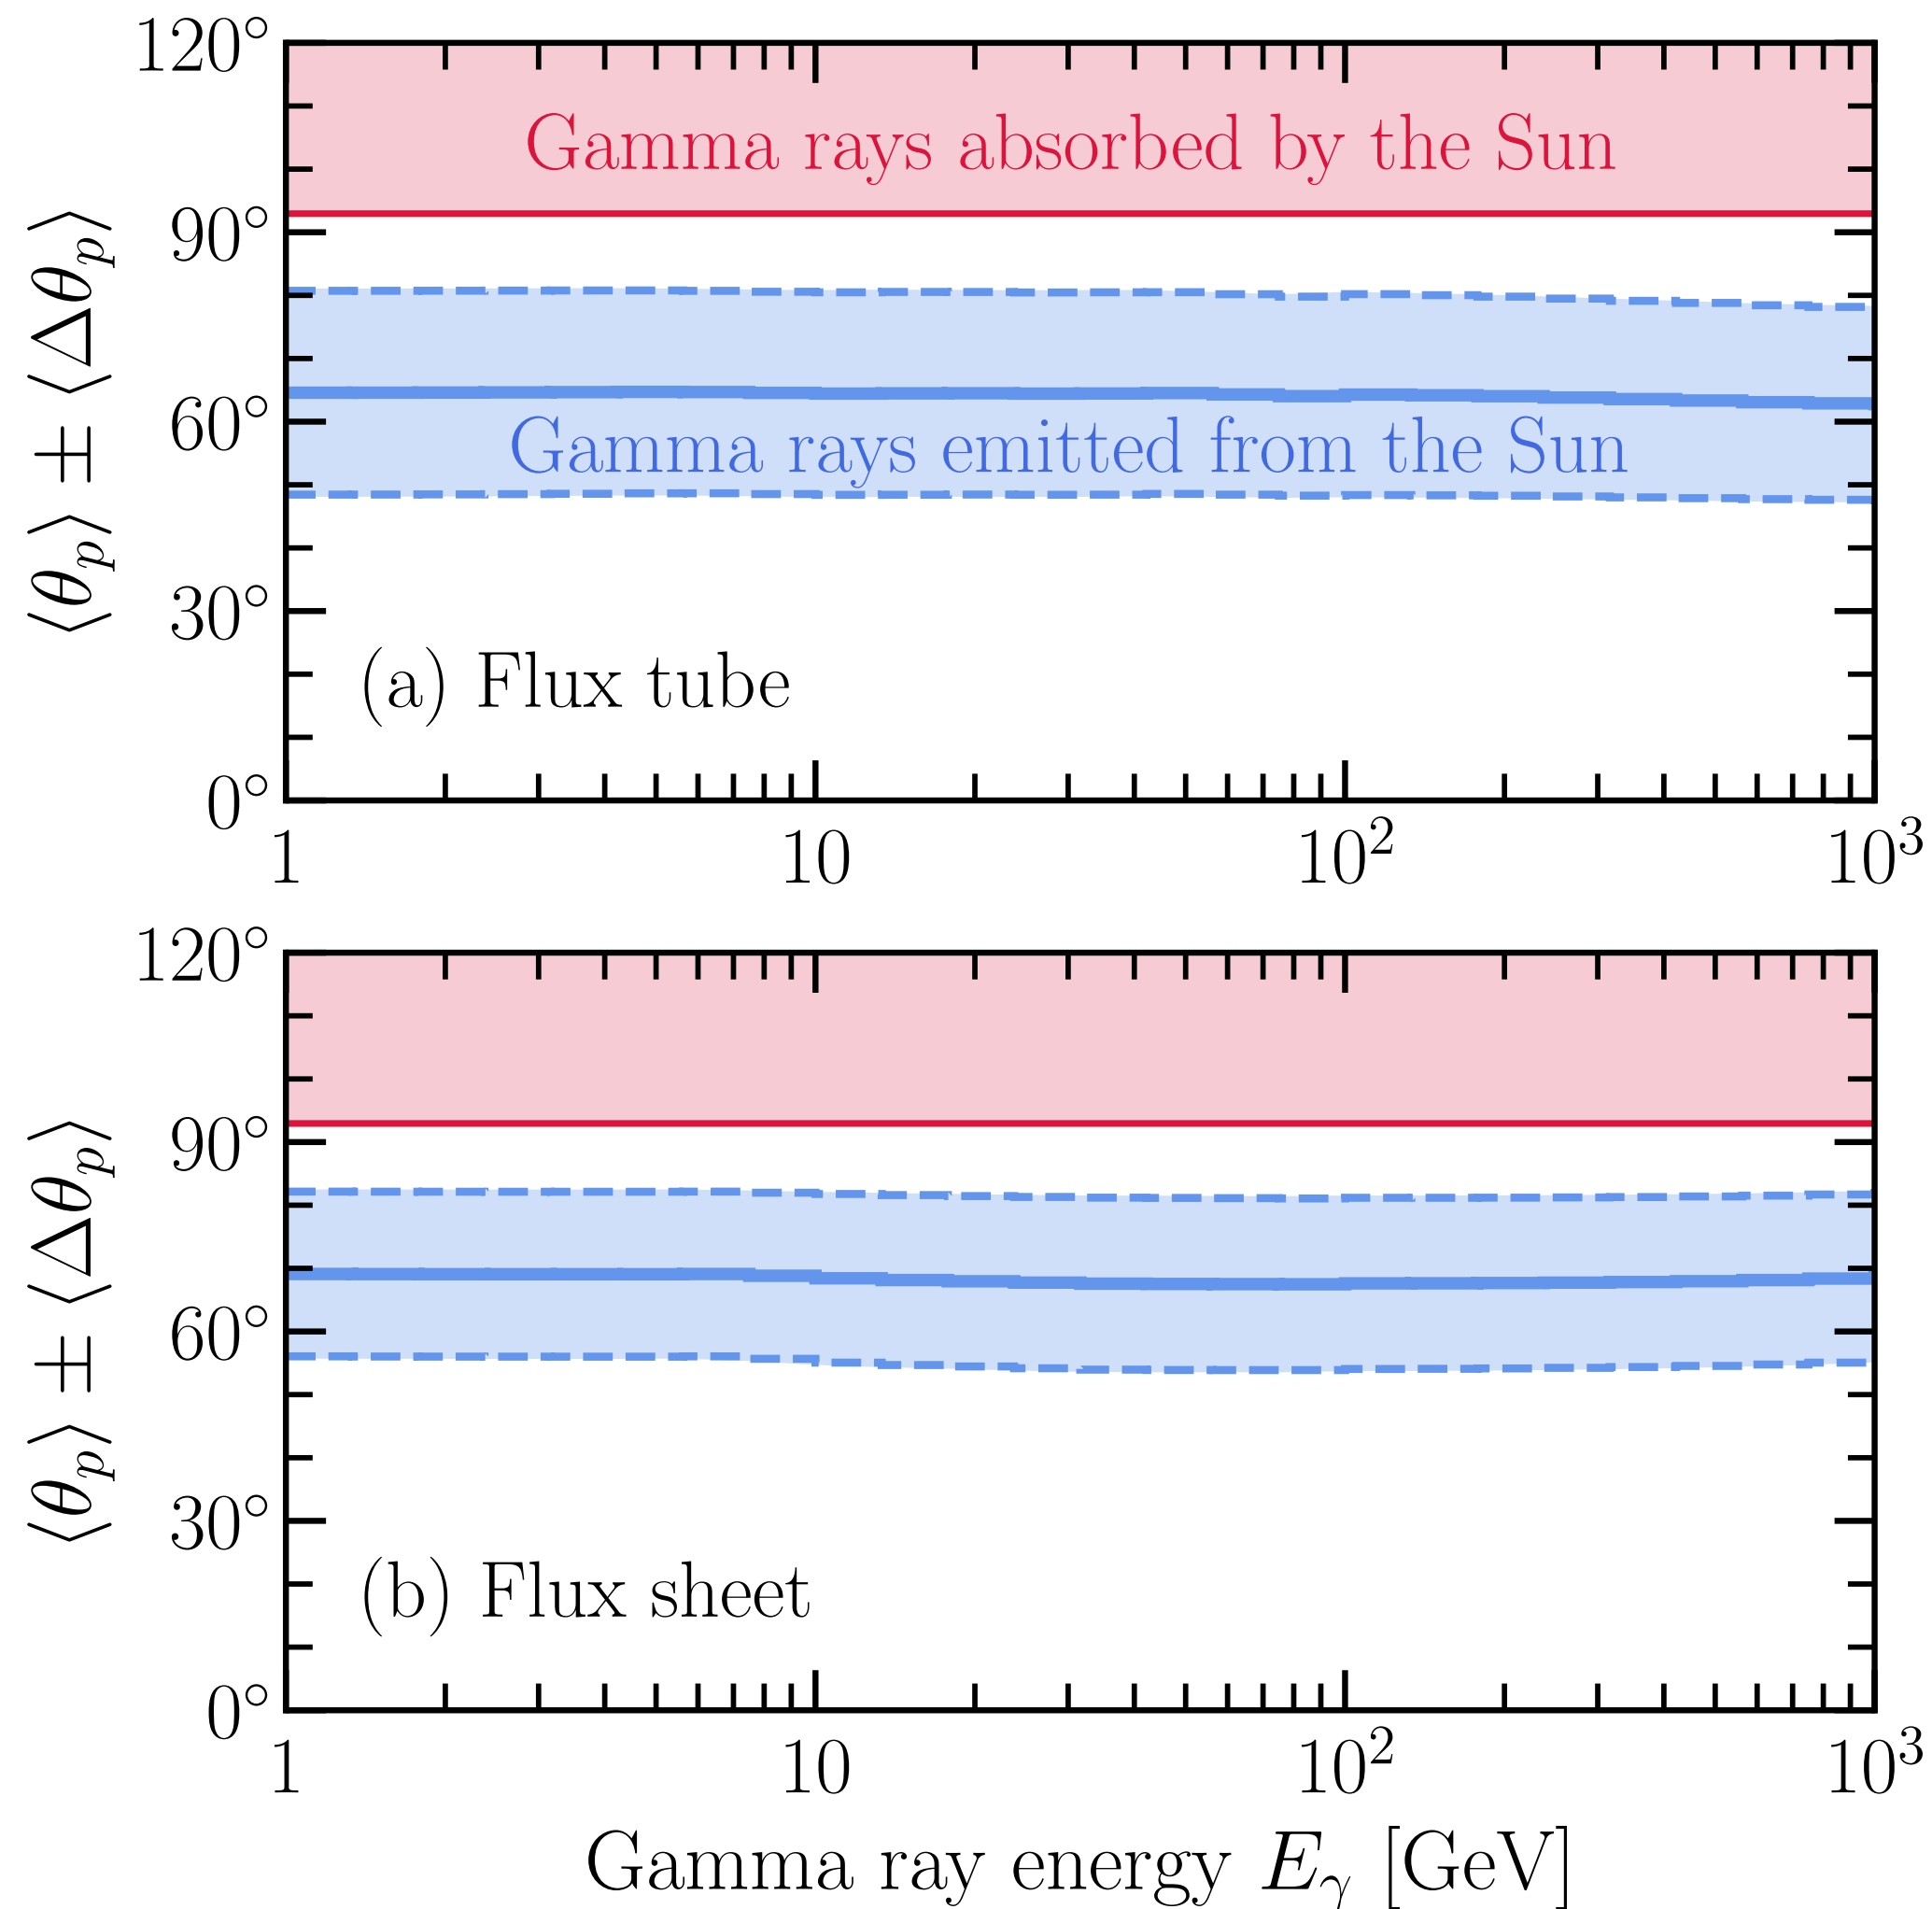 120°
Gamma rays absorbed by the Sun
90°
60°
Gamma rays emitted from the Sun
30°
(a) Flux tube
0°
⟨θₚ⟩ ± ⟨Δθₚ⟩
1 10 10² 10³
120°
90°
60°
30°
(b) Flux sheet
0°
⟨θₚ⟩ ± ⟨Δθₚ⟩
1 10 10² 10³
Gamma ray energy Eᵧ [GeV]